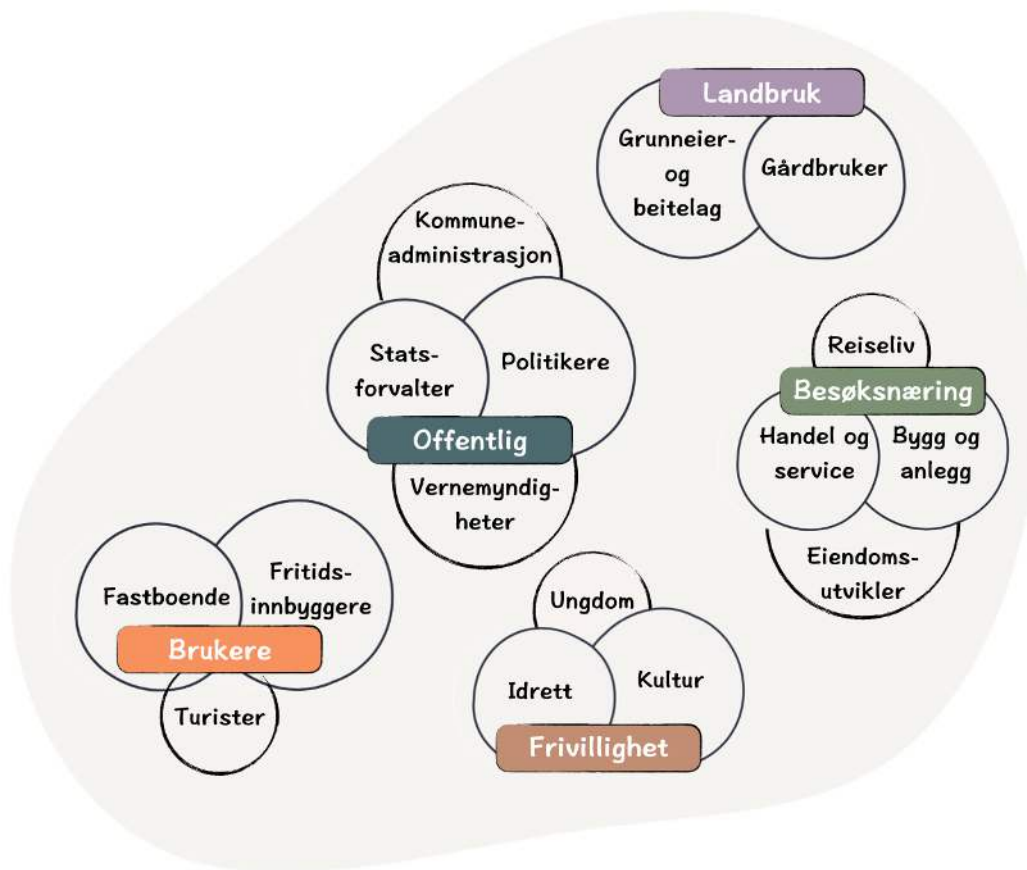 Landbruk
Grunneier-
og
beitelag
Gårdbruker
Kommune-
administrasjon
Stats-
forvalter
Politikere
Offentlig
Vernemyndig-
heter
Reiseliv
Besøksnæring
Handel og
service
Bygg og
anlegg
Eiendoms-
utvikler
Fastboende
Fritids-
innbyggere
Brukere
Turister
Ungdom
Idrett
Kultur
Frivillighet